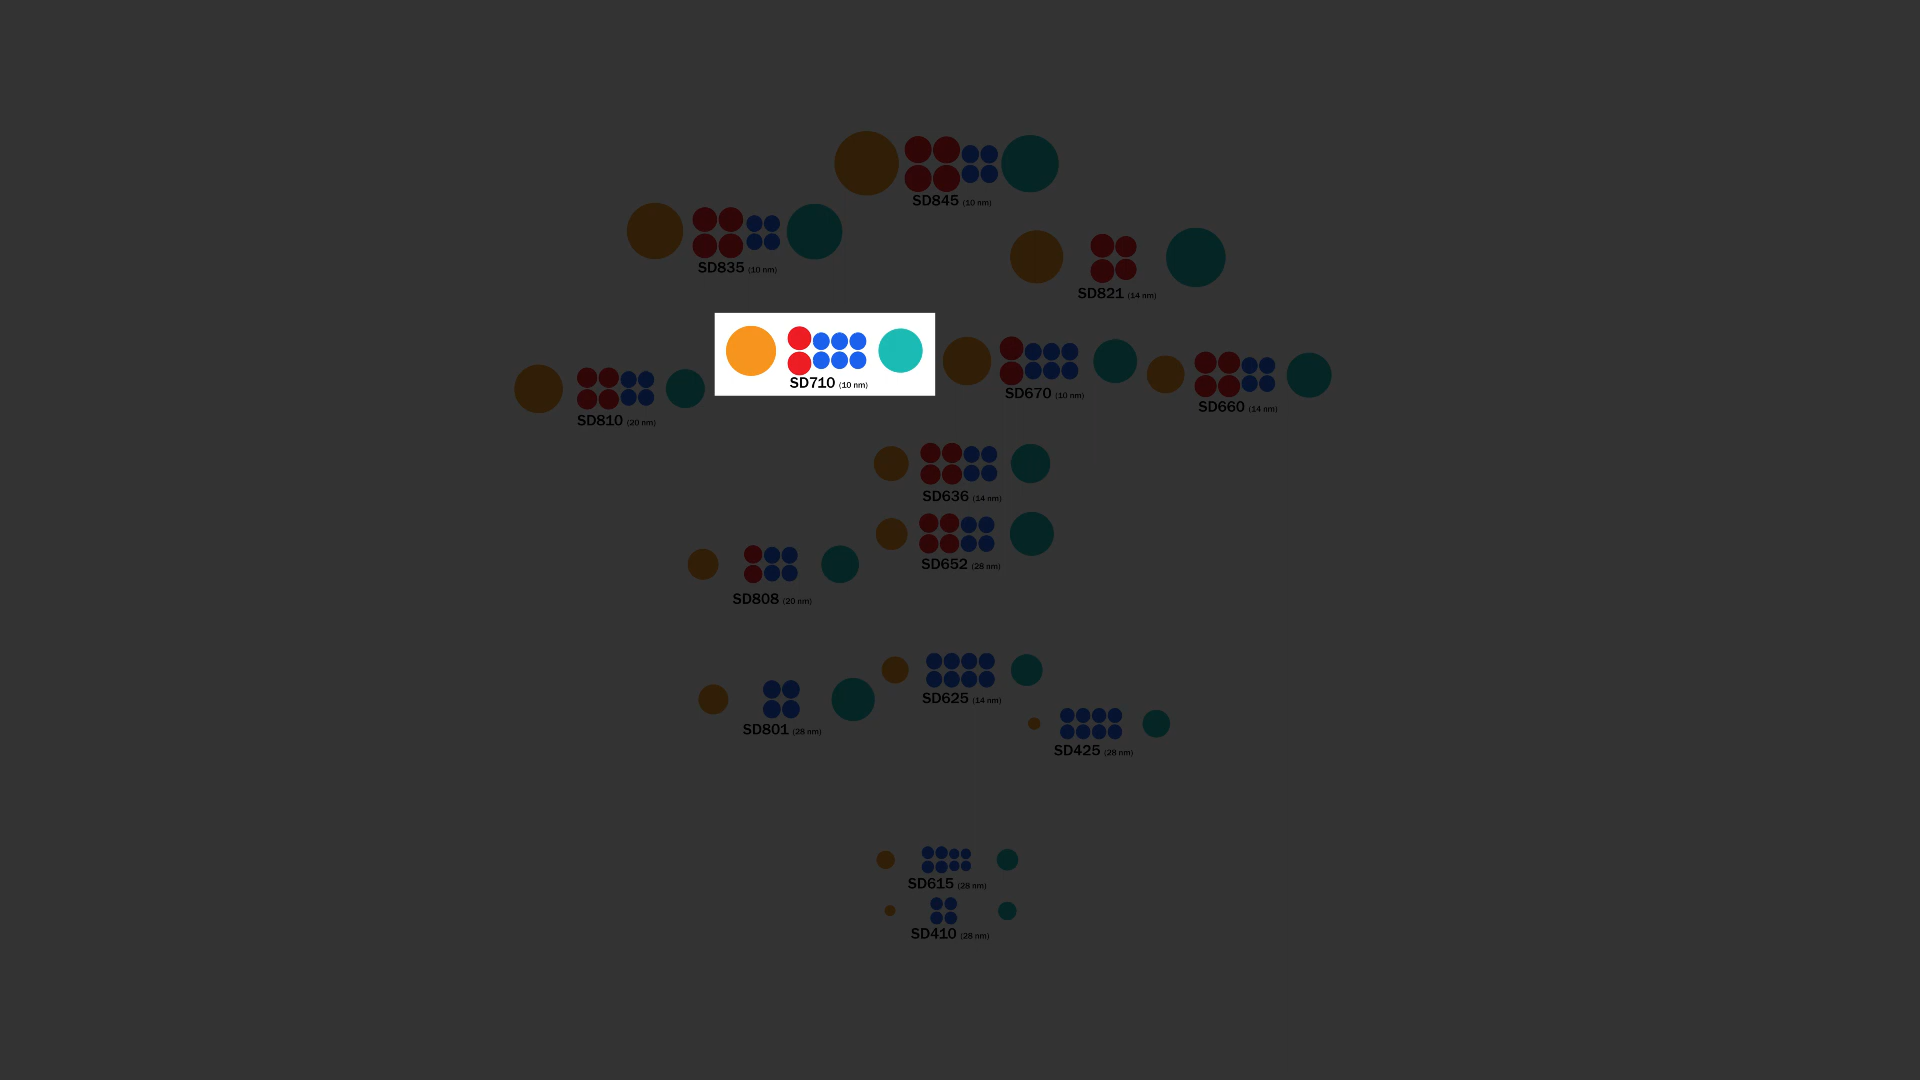 SD845 (10 nm)
SD835 (10 nm)
SD821 (14 nm)
SD710 (10 nm)
SD670 (10 nm)
SD660 (14 nm)
SD810 (20 nm)
SD636 (14 nm)
SD652 (28 nm)
SD808 (20 nm)
SD625 (14 nm)
SD801 (28 nm)
SD425 (28 nm)
SD615 (28 nm)
SD410 (28 nm)